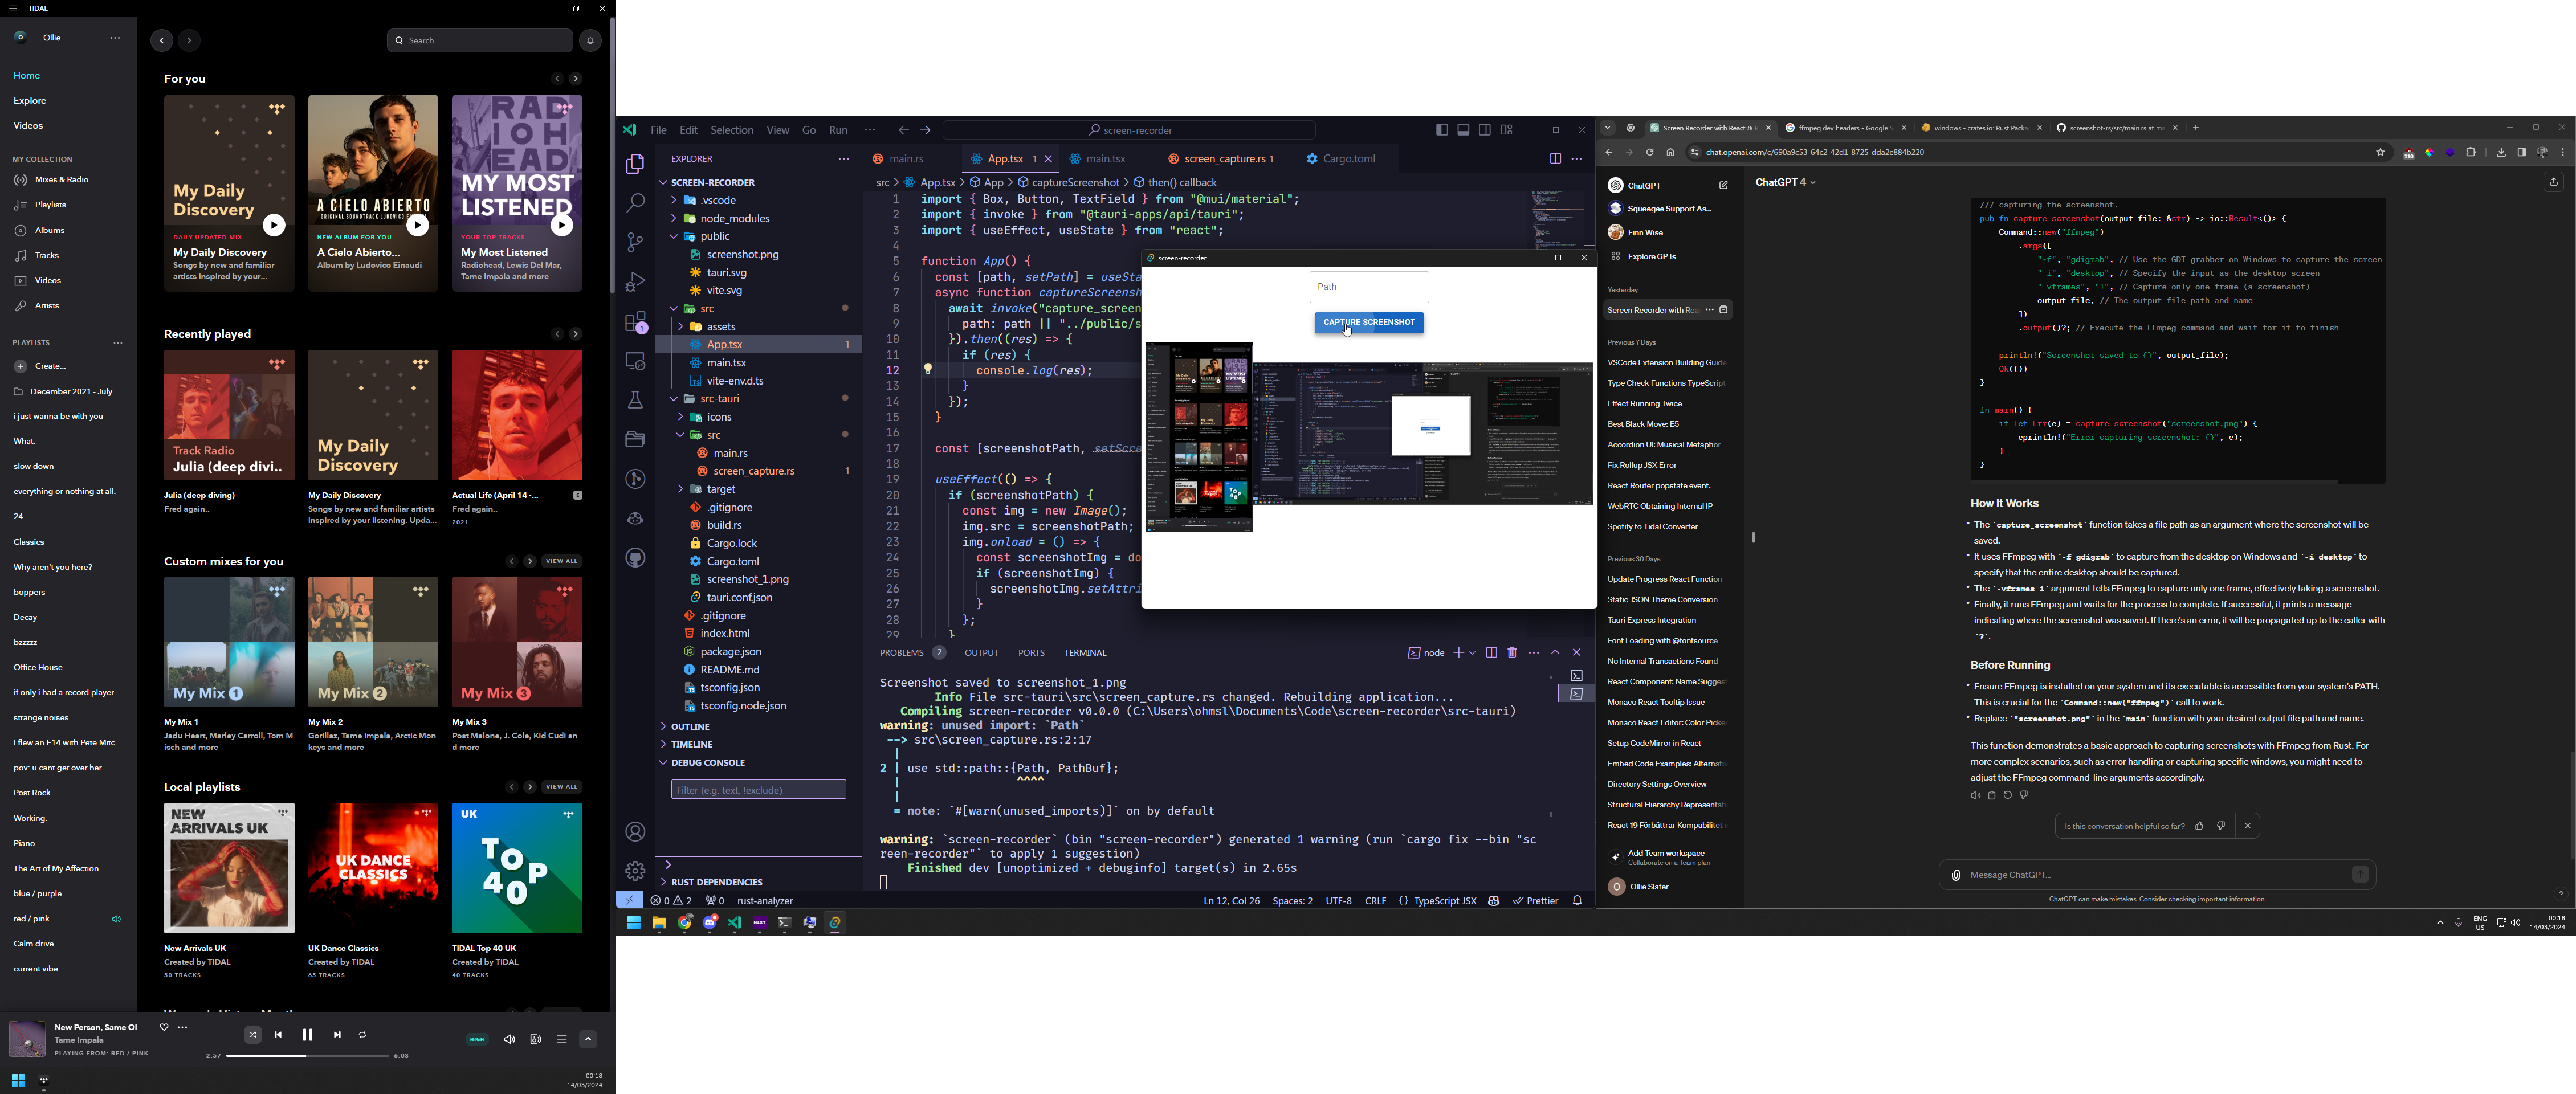 TIDAL
Ollie
Search
Home
Explore
Videos
MY COLLECTION
Mixes & Radio
Playlists
Albums
Tracks
Videos
Artists
PLAYLISTS
Create...
December 2021 - July ...
i just wanna be with you
What.
slow down
everything or nothing at all.
24
Classics
Why aren't you here?
boppers
Decay
bzzzzz
Office House
if only i had a record player
strange noises
I flew an F14 with Pete Mitc...
pov: u cant get over her
Post Rock
Working.
Piano
The Art of My Affection
blue / purple
red / pink
Calm drive
current vibe
For you
My Daily
Discovery
DAILY UPDATED MIX
My Daily Discovery
Songs by new and familiar
artists inspired by your...
A CIELO ABIERTO
ORIGINAL SOUNDTRACK LUDOVICO EINAUDI
NEW ALBUM FOR YOU
A Cielo Abierto...
Album by Ludovico Einaudi
RADIOHEAD
MY MOST
LISTENED
YOUR TOP TRACKS
My Most Listened
Radiohead, Lewis Del Mar,
Tame Impala and more
Recently played
Track Radio
Julia (deep divi..
Julia (deep diving)
Fred again..
My Daily
Discovery
My Daily Discovery
Songs by new and familiar artists
inspired by your listening. Upda...
Actual Life (April 14 -...
E
Fred again..
2021
Custom mixes for you
VIEW ALL
My Mix 1
My Mix 1
Jadu Heart, Marley Carroll, Tom M
isch and more
My Mix 2
My Mix 2
Gorillaz, Tame Impala, Arctic Mon
keys and more
My Mix 3
My Mix 3
Post Malone, J. Cole, Kid Cudi an
d more
Local playlists
VIEW ALL
NEW
ARRIVALS UK
New Arrivals UK
Created by TIDAL
50 TRACKS
UK DANCE
CLASSICS
UK Dance Classics
Created by TIDAL
65 TRACKS
UK
TOP
40
TIDAL Top 40 UK
Created by TIDAL
40 TRACKS
New Person, Same Ol...
Tame Impala
PLAYING FROM: RED / PINK
2:57
6:03
HIGH
00:18
14/03/2024
File Edit Selection View Go Run ···
screen-recorder
EXPLORER
SCREEN-RECORDER
.vscode
node_modules
public
screenshot.png
tauri.svg
vite.svg
src
assets
App.tsx 1
main.tsx
vite-env.d.ts
src-tauri
icons
src
main.rs
screen_capture.rs 1
target
.gitignore
build.rs
Cargo.lock
Cargo.toml
screenshot_1.png
tauri.conf.json
.gitignore
index.html
package.json
README.md
tsconfig.json
tsconfig.node.json
OUTLINE
TIMELINE
DEBUG CONSOLE
Filter (e.g. text, !exclude)
RUST DEPENDENCIES
main.rs
App.tsx 1
main.tsx
screen_capture.rs 1
Cargo.toml
src > App.tsx > App > captureScreenshot > then() callback
1 import { Box, Button, TextField } from "@mui/material";
2 import { invoke } from "@tauri-apps/api/tauri";
3 import { useEffect, useState } from "react";
4
5 function App() {
6 const [path, setPath] = useSta
7 async function captureScreensh
8 await invoke("capture_screen
9 path: path || "../public/s
10 }).then((res) => {
11 if (res) {
12 console.log(res);
13 }
14 });
15 }
16
17 const [screenshotPath, setScre
18
19 useEffect(() => {
20 if (screenshotPath) {
21 const img = new Image();
22 img.src = screenshotPath;
23 img.onload = () => {
24 const screenshotImg = do
25 if (screenshotImg) {
26 screenshotImg.setAttri
27 }
28 };
29 }
screen-recorder
Path
CAPTURE SCREENSHOT
PROBLEMS 2 OUTPUT PORTS TERMINAL
node
Screenshot saved to screenshot_1.png
Info File src-tauri\src\screen_capture.rs changed. Rebuilding application...
Compiling screen-recorder v0.0.0 (C:\Users\ohmsl\Documents\Code\screen-recorder\src-tauri)
warning: unused import: `Path`
--> src\screen_capture.rs:2:17
|
2 | use std::path::{Path, PathBuf};
| ^^^^
|
= note: `#[warn(unused_imports)]` on by default
warning: `screen-recorder` (bin "screen-recorder") generated 1 warning (run `cargo fix --bin "sc
reen-recorder"` to apply 1 suggestion)
Finished dev [unoptimized + debuginfo] target(s) in 2.65s
0 2 0 rust-analyzer
Ln 12, Col 26 Spaces: 2 UTF-8 CRLF {} TypeScript JSX Prettier
Screen Recorder with React & R
ffmpeg dev headers - Google S
windows - crates.io: Rust Packa
screenshot-rs/src/main.rs at ma
chat.openai.com/c/690a9c53-64c2-42d1-8725-dda2e884b220
ChatGPT
Squeegee Support As...
Finn Wise
Explore GPTs
Yesterday
Screen Recorder with Rea
Previous 7 Days
VSCode Extension Building Guide
Type Check Functions TypeScript
Effect Running Twice
Best Black Move: E5
Accordion UI: Musical Metaphor
Fix Rollup JSX Error
React Router popstate event.
WebRTC Obtaining Internal IP
Spotify to Tidal Converter
Previous 30 Days
Update Progress React Function
Static JSON Theme Conversion
Tauri Express Integration
Font Loading with @fontsource
No Internal Transactions Found
React Component: Name Sugges
Monaco React Tooltip Issue
Monaco React Editor: Color Picke
Setup CodeMirror in React
Embed Code Examples: Alternati
Directory Settings Overview
Structural Hierarchy Representati
React 19 Förbättrar Kompabilitet
Add Team workspace
Collaborate on a Team plan
O Ollie Slater
ChatGPT 4
/// capturing the screenshot.
pub fn capture_screenshot(output_file: &str) -> io::Result<()> {
Command::new("ffmpeg")
.args([
"-f", "gdigrab", // Use the GDI grabber on Windows to capture the screen
"-i", "desktop", // Specify the input as the desktop screen
"-vframes", "1", // Capture only one frame (a screenshot)
output_file, // The output file path and name
])
.output()?; // Execute the FFmpeg command and wait for it to finish
println!("Screenshot saved to {}", output_file);
Ok(())
}
fn main() {
if let Err(e) = capture_screenshot("screenshot.png") {
eprintln!("Error capturing screenshot: {}", e);
}
}
How It Works
• The `capture_screenshot` function takes a file path as an argument where the screenshot will be
saved.
• It uses FFmpeg with `-f gdigrab` to capture from the desktop on Windows and `-i desktop` to
specify that the entire desktop should be captured.
• The `-vframes 1` argument tells FFmpeg to capture only one frame, effectively taking a screenshot.
• Finally, it runs FFmpeg and waits for the process to complete. If successful, it prints a message
indicating where the screenshot was saved. If there's an error, it will be propagated up to the caller with
`?`.
Before Running
• Ensure FFmpeg is installed on your system and its executable is accessible from your system's PATH.
This is crucial for the `Command::new("ffmpeg")` call to work.
• Replace `"screenshot.png"` in the `main` function with your desired output file path and name.
This function demonstrates a basic approach to capturing screenshots with FFmpeg from Rust. For
more complex scenarios, such as error handling or capturing specific windows, you might need to
adjust the FFmpeg command-line arguments accordingly.
Is this conversation helpful so far?
Message ChatGPT...
ChatGPT can make mistakes. Consider checking important information.
?
ENG
US
00:18
14/03/2024